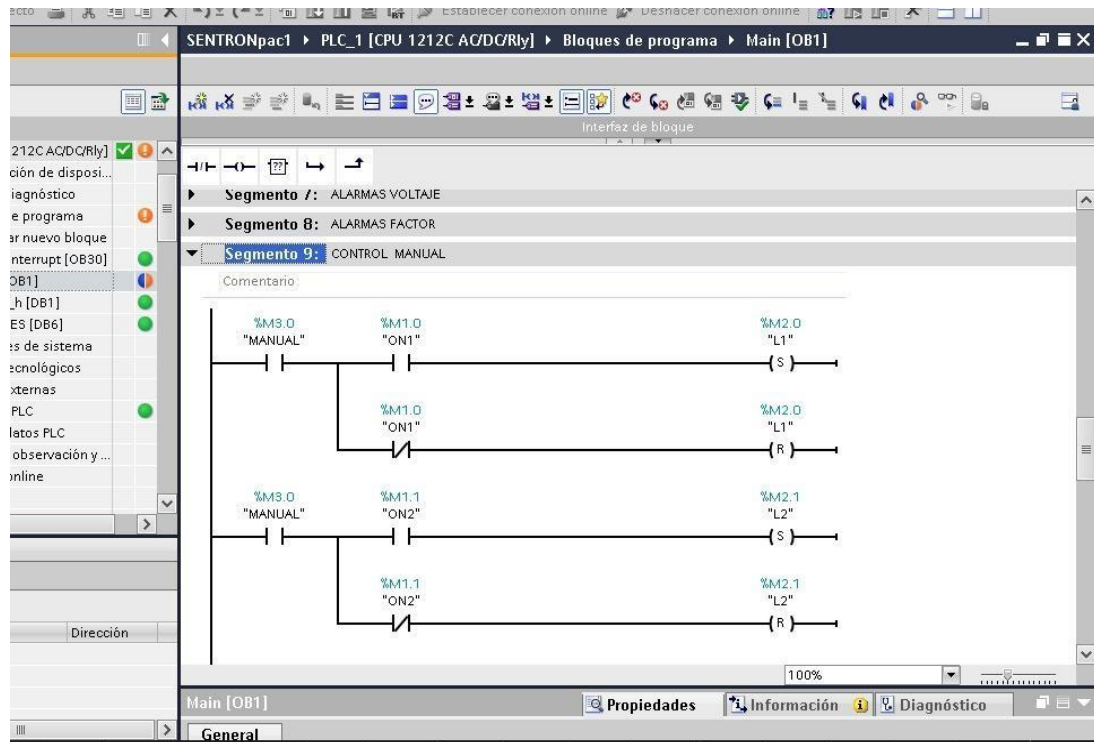 ecto
Establecer conexión online
Deshacer conexión online
SENTRONpac1 ▸ PLC_1 [CPU 1212C AC/DC/Rly] ▸ Bloques de programa ▸ Main [OB1]
Interfaz de bloque
212C AC/DC/Rly]
ción de disposi...
iagnóstico
e programa
ar nuevo bloque
nterrupt [OB30]
OB1]
_h [DB1]
ES [DB6]
es de sistema
ecnológicos
xternas
PLC
latos PLC
observación y ...
online
Dirección
??
Segmento 7: ALARMAS VOLTAJE
Segmento 8: ALARMAS FACTOR
Segmento 9: CONTROL MANUAL
Comentario
%M3.0 %M1.0 %M2.0
"MANUAL" "ON1" "L1"
S
%M1.0 %M2.0
"ON1" "L1"
R
%M3.0 %M1.1 %M2.1
"MANUAL" "ON2" "L2"
S
%M1.1 %M2.1
"ON2" "L2"
R
100%
Main [OB1]
Propiedades
Información
Diagnóstico
General